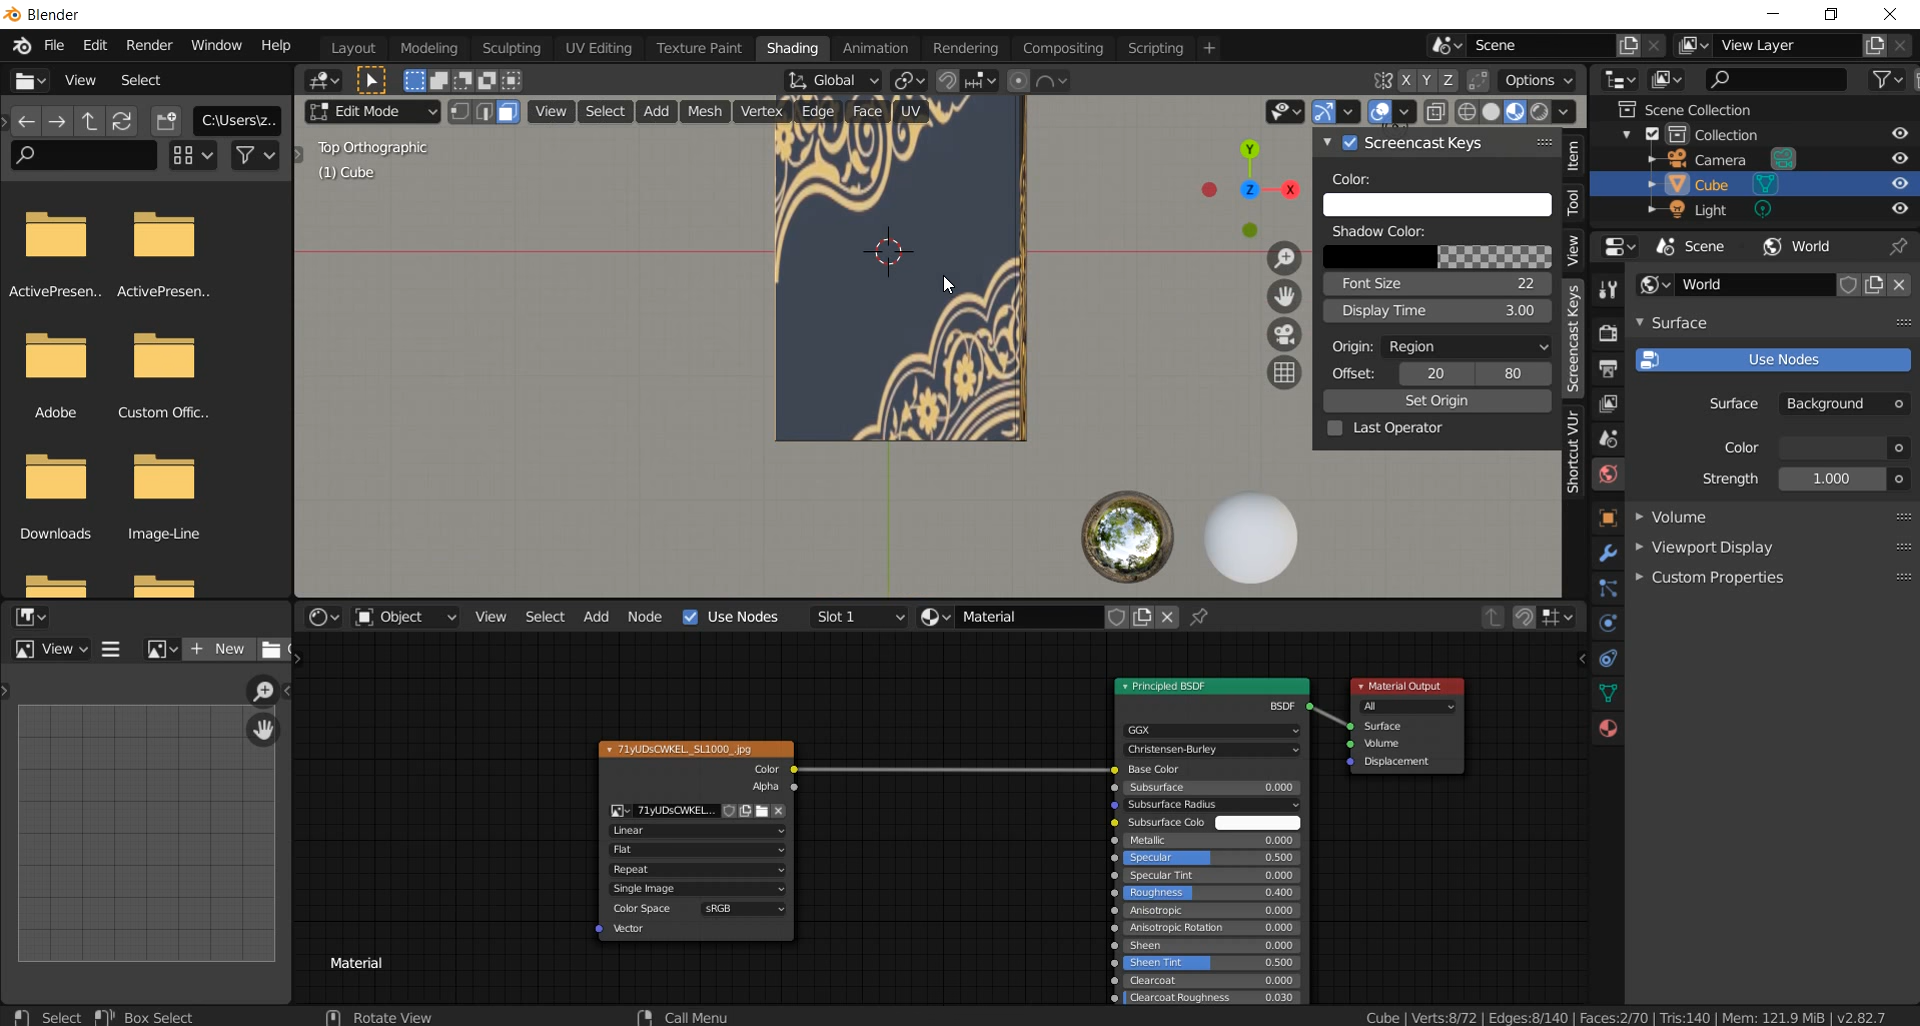 Blender
File Edit Render Window Help
Layout Modeling Sculpting UV Editing Texture Paint Shading Animation Rendering Compositing Scripting +
Scene
View Layer
View Select
Global
X Y Z
Options
C:\Users\z..
Edit Mode
View Select Add Mesh Vertex Edge Face UV
Top Orthographic
(1) Cube
Y
Z
X
Screencast Keys
Color:
Shadow Color:
Font Size 22
Display Time 3.00
Origin: Region
Offset: 20 80
Set Origin
Last Operator
Item
Tool
View
Screencast Keys
Shortcut VUr
Scene Collection
Collection
Camera
Cube
Light
Scene World
World
Surface
Use Nodes
Surface Background
Color
Strength 1.000
Volume
Viewport Display
Custom Properties
ActivePresen.. ActivePresen..
Adobe Custom Offic..
Downloads Image-Line
View
+ New
Object View Select Add Node Use Nodes Slot 1 Material
71yUDsCWKEL._SL1000_.jpg
Color
Alpha
71yUDsCWKEL...
Linear
Flat
Repeat
Single Image
Color Space sRGB
Vector
Principled BSDF
BSDF
GGX
Christensen-Burley
Base Color
Subsurface 0.000
Subsurface Radius
Subsurface Colo
Metallic 0.000
Specular 0.500
Specular Tint 0.000
Roughness 0.400
Anisotropic 0.000
Anisotropic Rotation 0.000
Sheen 0.000
Sheen Tint 0.500
Clearcoat 0.000
Clearcoat Roughness 0.030
Material Output
All
Surface
Volume
Displacement
Material
Select Box Select Rotate View Call Menu
Cube | Verts:8/72 | Edges:8/140 | Faces:2/70 | Tris:140 | Mem: 121.9 MiB | v2.82.7